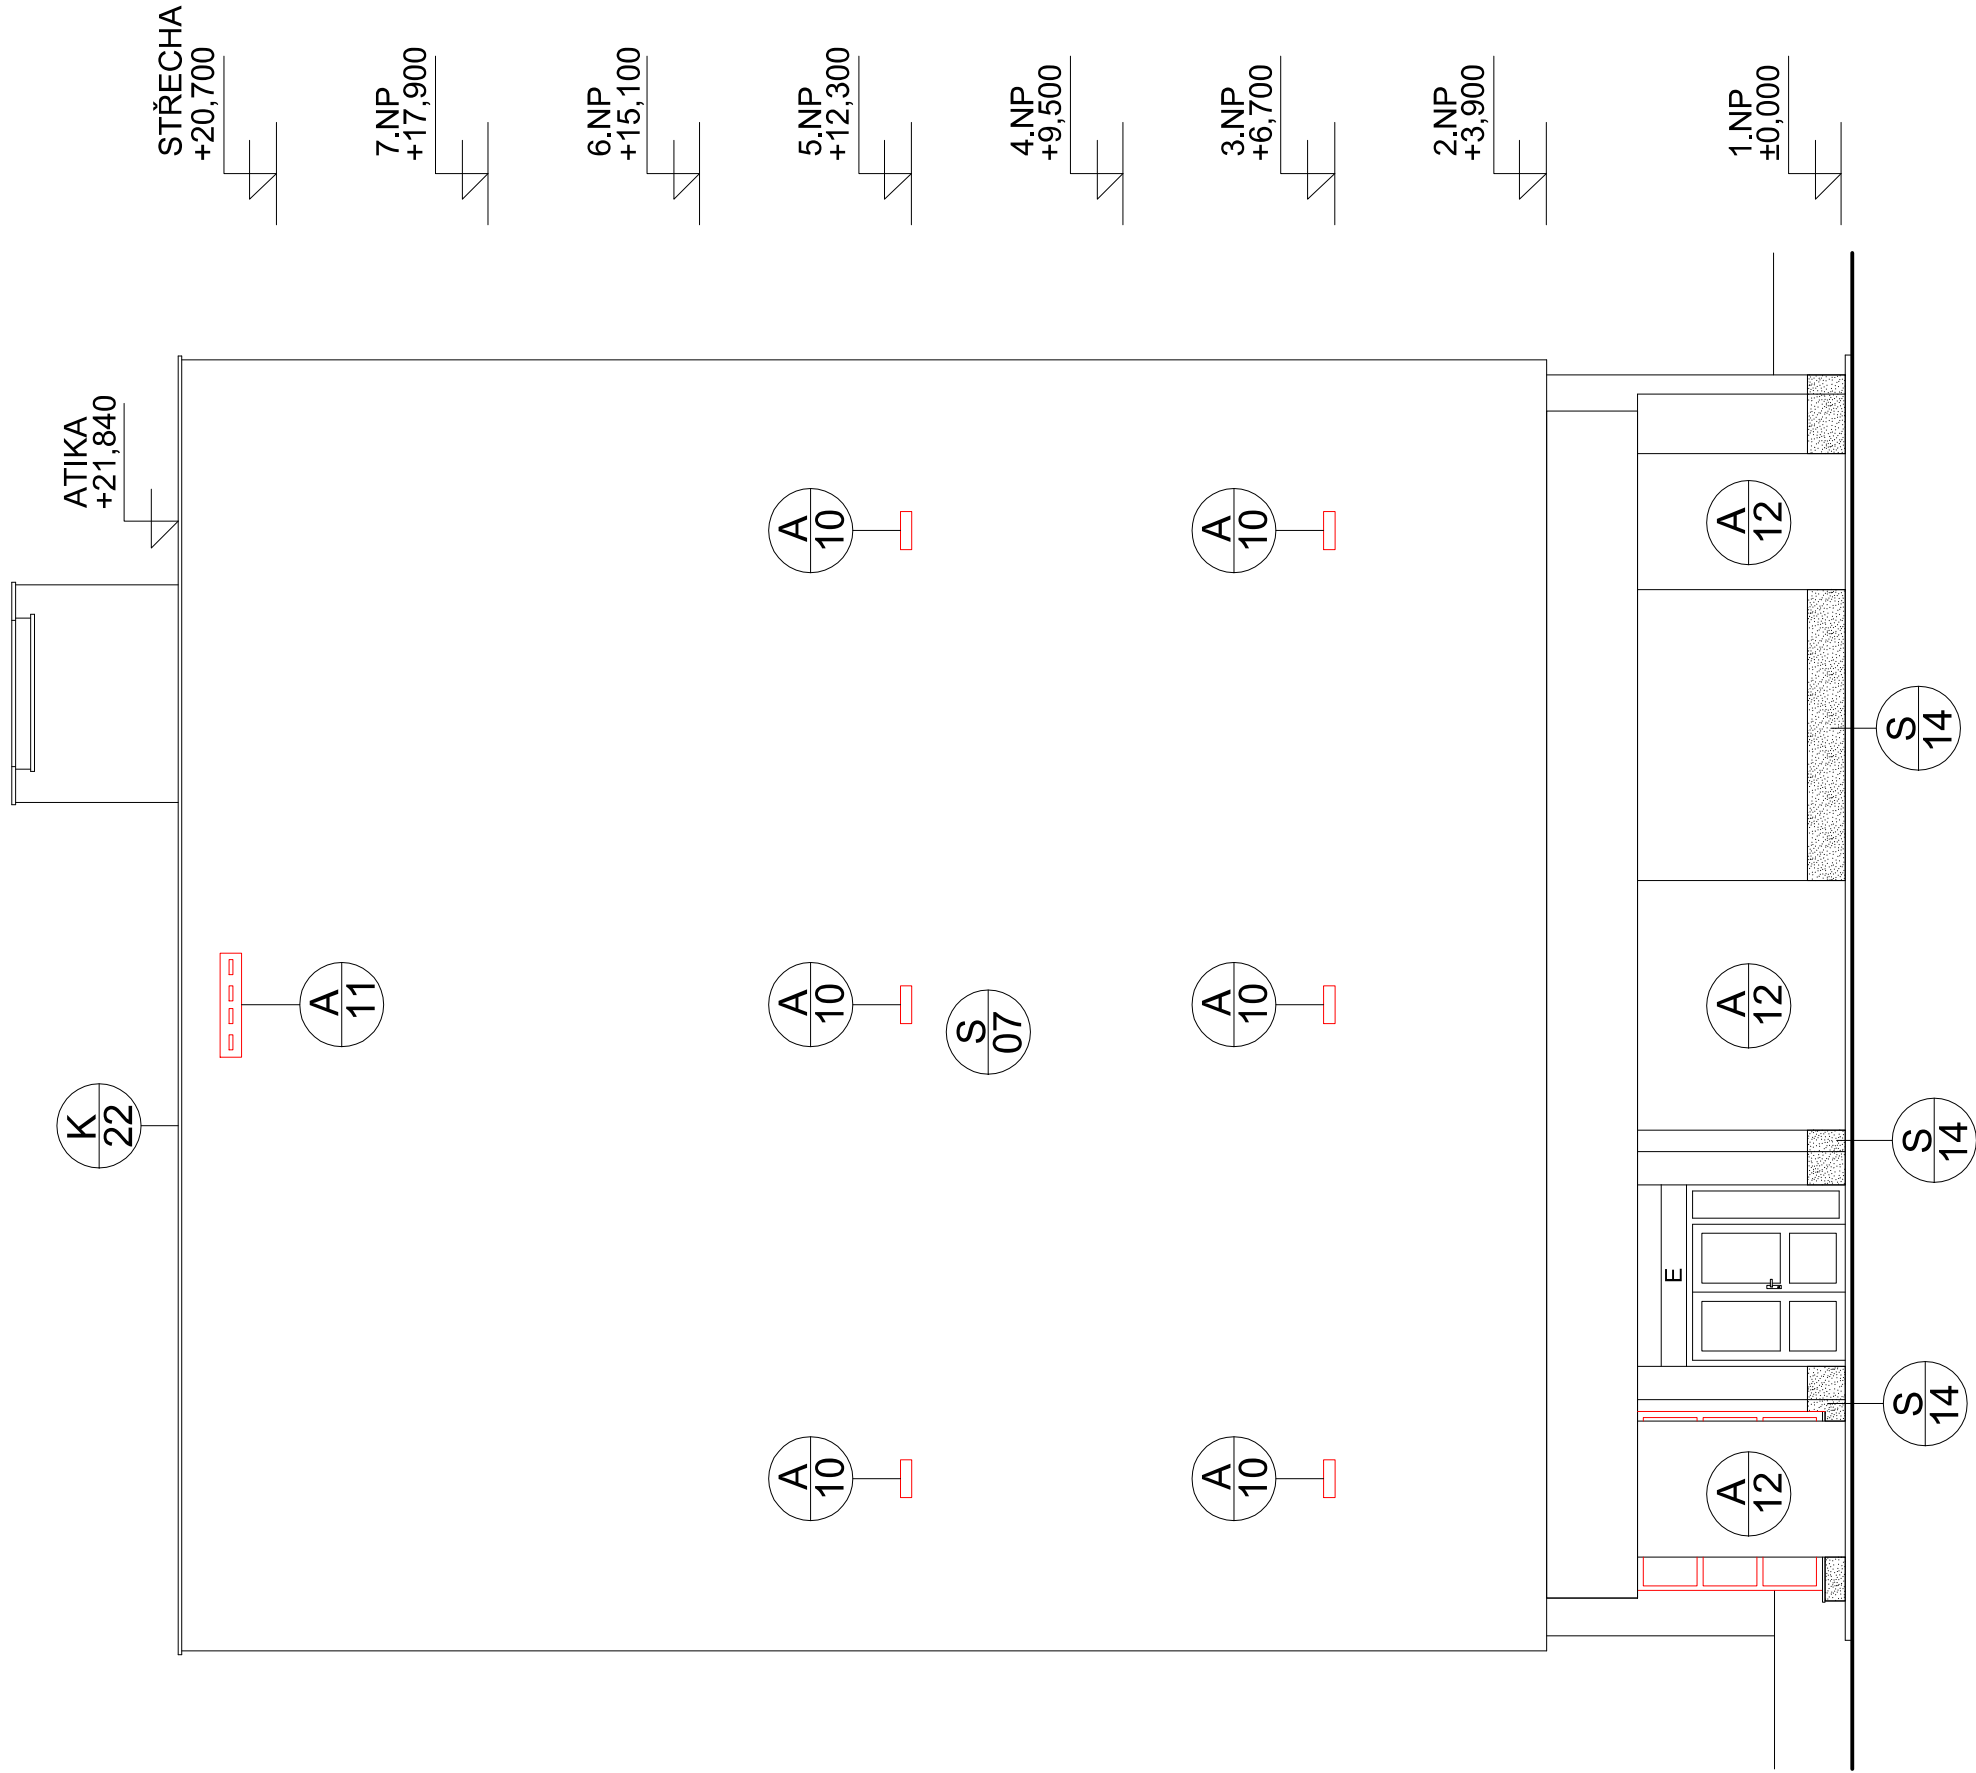 STŘECHA
+20,700
7.NP
+17,900
6.NP
+15,100
5.NP
+12,300
4.NP
+9,500
3.NP
+6,700
2.NP
+3,900
1.NP
±0,000
ATIKA
+21,840
K
22
A
11
A
10
A
10
A
10
A
10
A
10
A
10
S
07
A
12
A
12
A
12
E
S
14
S
14
S
14